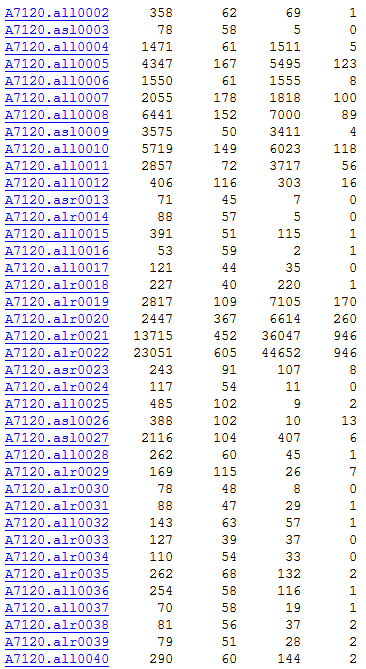 A7120.all0002 358 62 69 1
A7120.asl0003 78 58 5 0
A7120.all0004 1471 61 1511 5
A7120.all0005 4347 167 5495 123
A7120.all0006 1550 61 1555 8
A7120.all0007 2055 178 1818 100
A7120.all0008 6441 152 7000 89
A7120.asl0009 3575 50 3411 4
A7120.all0010 5719 149 6023 118
A7120.all0011 2857 72 3717 56
A7120.all0012 406 116 303 16
A7120.asr0013 71 45 7 0
A7120.alr0014 88 57 5 0
A7120.all0015 391 51 115 1
A7120.all0016 53 59 2 1
A7120.all0017 121 44 35 0
A7120.alr0018 227 40 220 1
A7120.alr0019 2817 109 7105 170
A7120.alr0020 2447 367 6614 260
A7120.alr0021 13715 452 36047 946
A7120.alr0022 23051 605 44652 946
A7120.asr0023 243 91 107 8
A7120.alr0024 117 54 11 0
A7120.all0025 485 102 9 2
A7120.asl0026 388 102 10 13
A7120.asl0027 2116 104 407 6
A7120.all0028 262 60 45 1
A7120.alr0029 169 115 26 7
A7120.alr0030 78 48 8 0
A7120.alr0031 88 47 29 1
A7120.all0032 143 63 57 1
A7120.alr0033 127 39 37 0
A7120.alr0034 110 54 33 0
A7120.alr0035 262 68 132 2
A7120.all0036 254 58 116 1
A7120.all0037 70 58 19 1
A7120.alr0038 81 56 37 2
A7120.alr0039 79 51 28 2
A7120.all0040 290 60 144 2